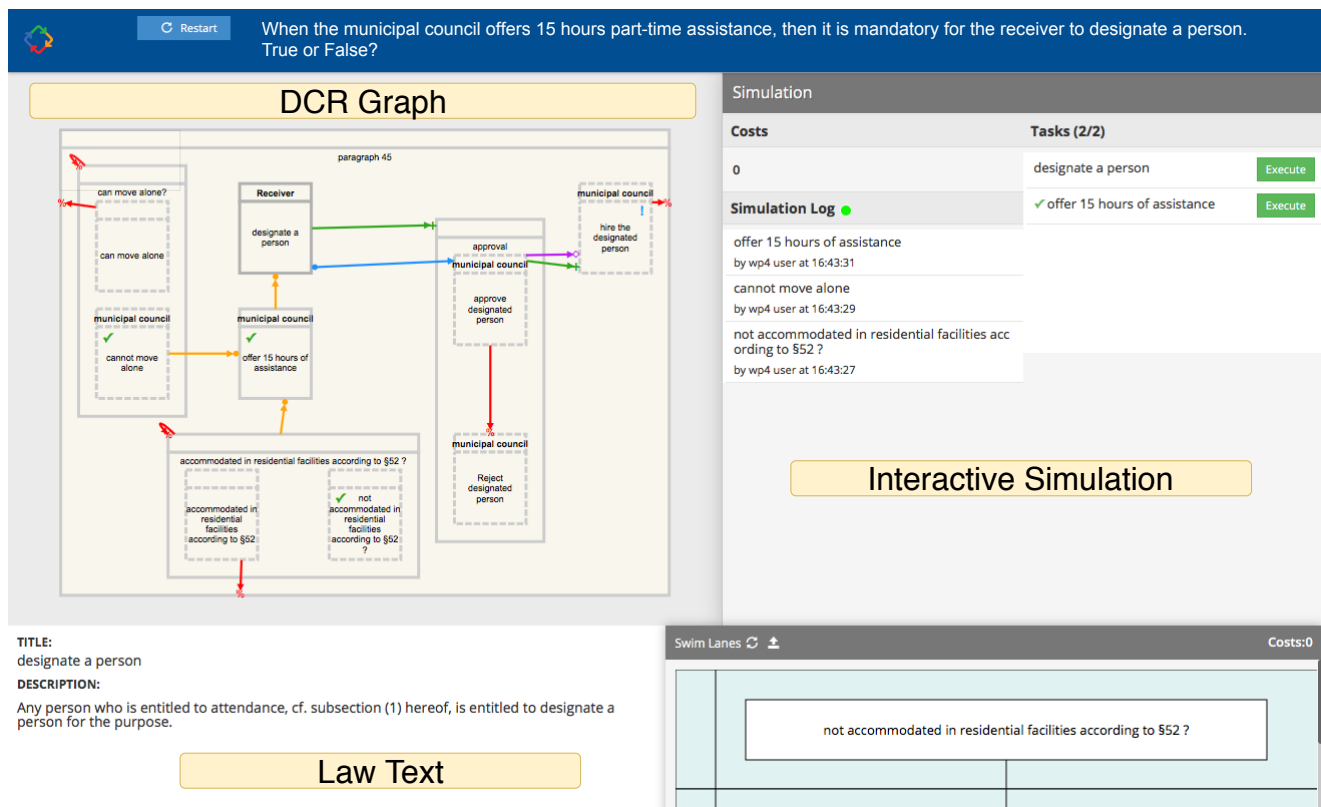 Restart
When the municipal council offers 15 hours part-time assistance, then it is mandatory for the receiver to designate a person.
True or False?
DCR Graph
paragraph 45
can move alone?
can move alone
municipal council
cannot move
alone
Receiver
designate a
person
municipal council
offer 15 hours of
assistance
approval
municipal council
approve
designated
person
municipal council
Reject
designated
person
municipal council
!
hire the
designated
person
%
%
%
%
%
%
accommodated in residential facilities according to §52 ?
accommodated in
residential
facilities
according to §52
not
accommodated in
residential
facilities
according to §52
?
Simulation
Costs
0
Simulation Log
offer 15 hours of assistance
by wp4 user at 16:43:31
cannot move alone
by wp4 user at 16:43:29
not accommodated in residential facilities acc
ording to §52 ?
by wp4 user at 16:43:27
Tasks (2/2)
designate a person
Execute
offer 15 hours of assistance
Execute
Interactive Simulation
TITLE:
designate a person
DESCRIPTION:
Any person who is entitled to attendance, cf. subsection (1) hereof, is entitled to designate a
person for the purpose.
Law Text
Swim Lanes
Costs:0
not accommodated in residential facilities according to §52 ?